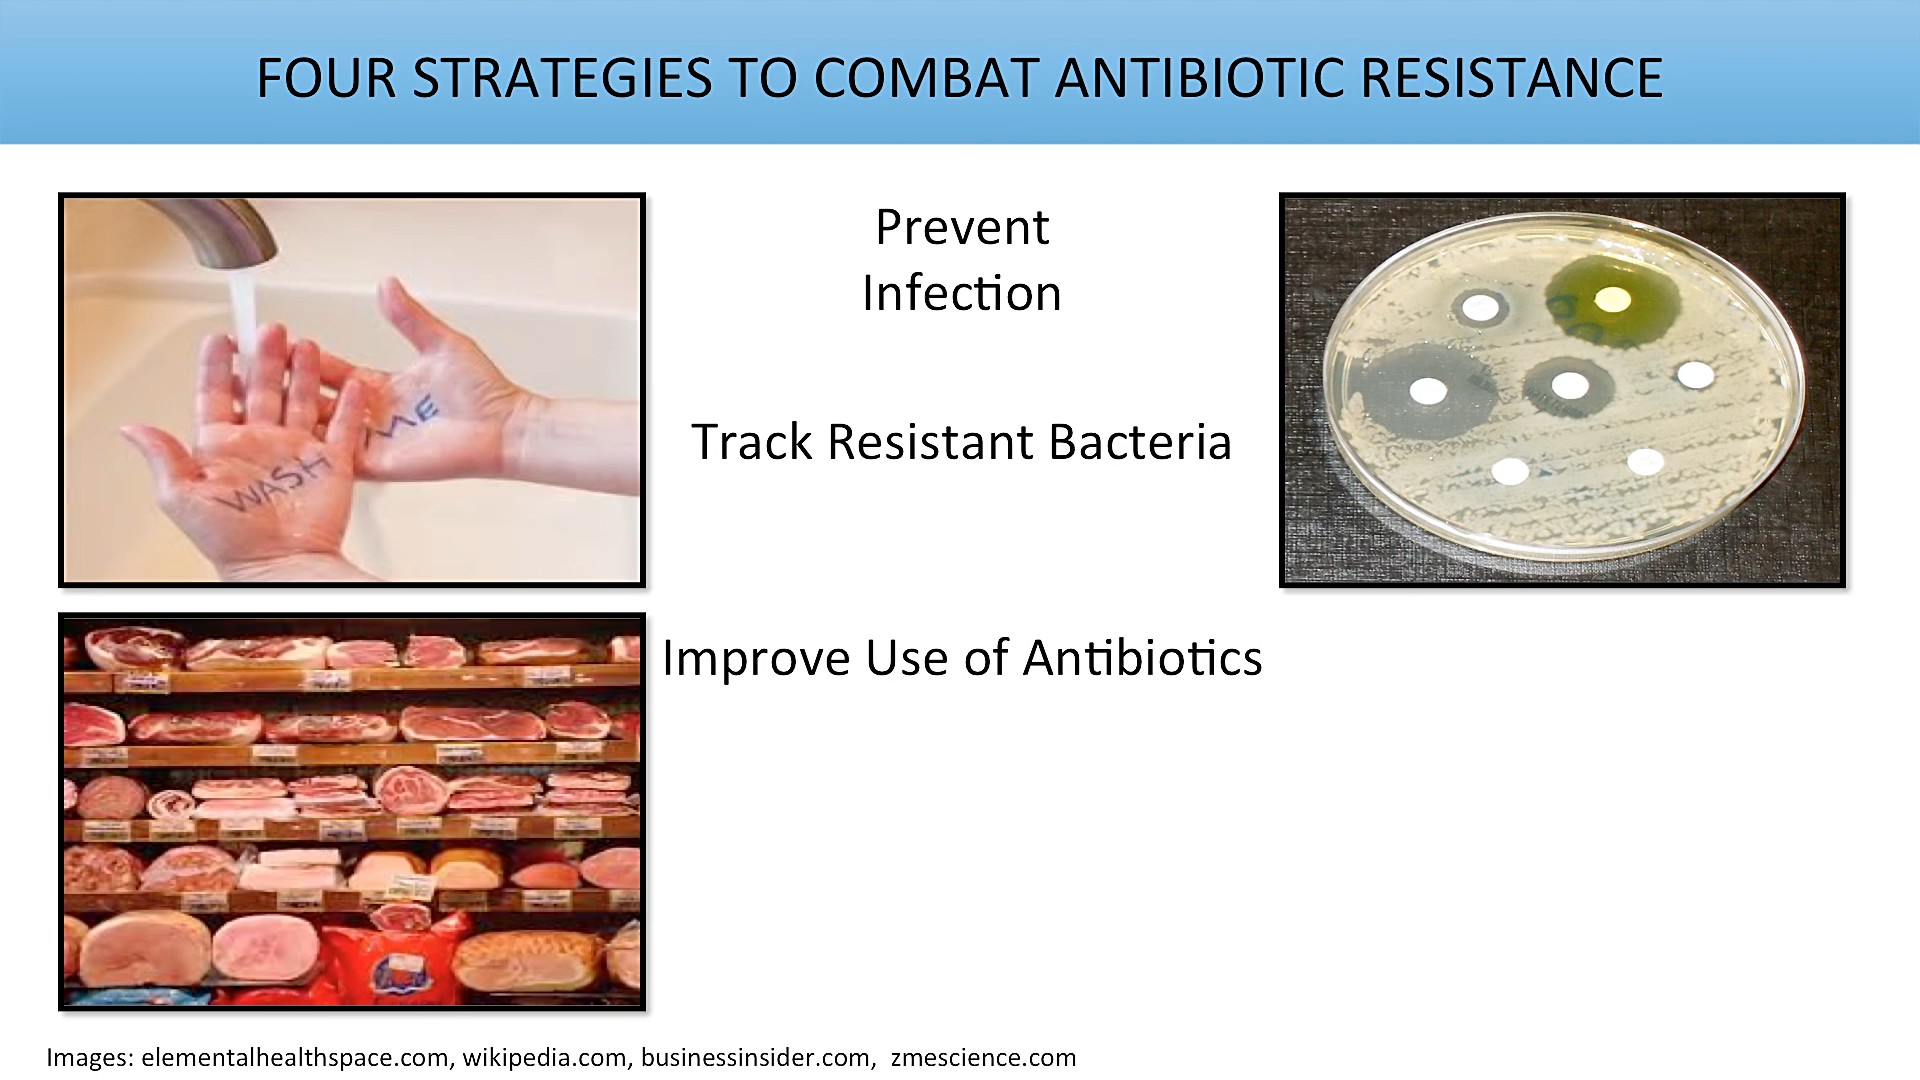 FOUR STRATEGIES TO COMBAT ANTIBIOTIC RESISTANCE
Prevent
Infection
Track Resistant Bacteria
WASH
ME
Improve Use of Antibiotics
Images: elementalhealthspace.com, wikipedia.com, businessinsider.com, zmescience.com